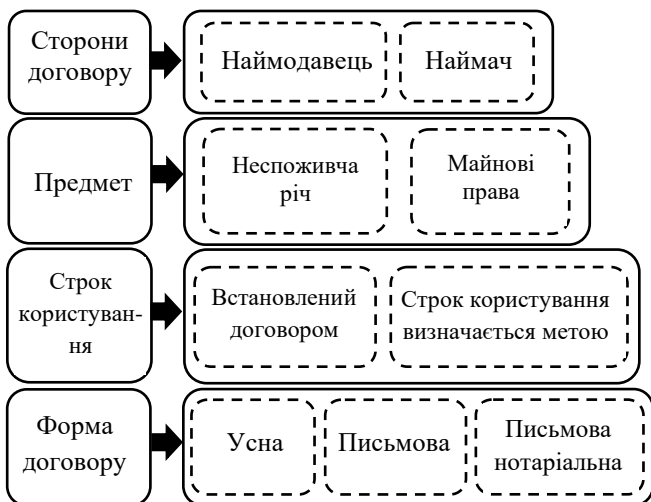 Сторони
договору
Наймодавець
Наймач
Предмет
Неспоживча
річ
Майнові
права
Строк
користуван-
ня
Встановлений
договором
Строк користування
визначається метою
Форма
договору
Усна
Письмова
Письмова
нотаріальна